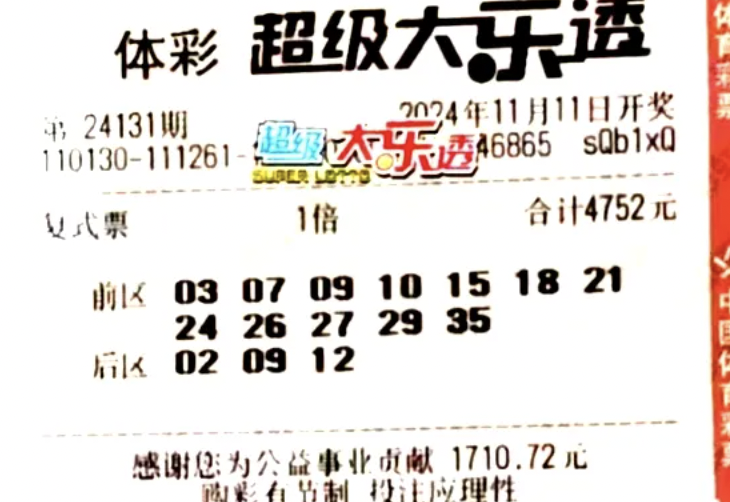 体彩 超级大乐透
第 24131期 2024年11月11日开奖
110130-111261- 46865 sQb1xQ
超级大乐透
SUPER LOTTO
复式票 1倍 合计4752元
前区 03 07 09 10 15 18 21
24 26 27 29 35
后区 02 09 12
感谢您为公益事业贡献 1710.72元
购彩有节制 投注应理性
体育彩票
中国体育彩票